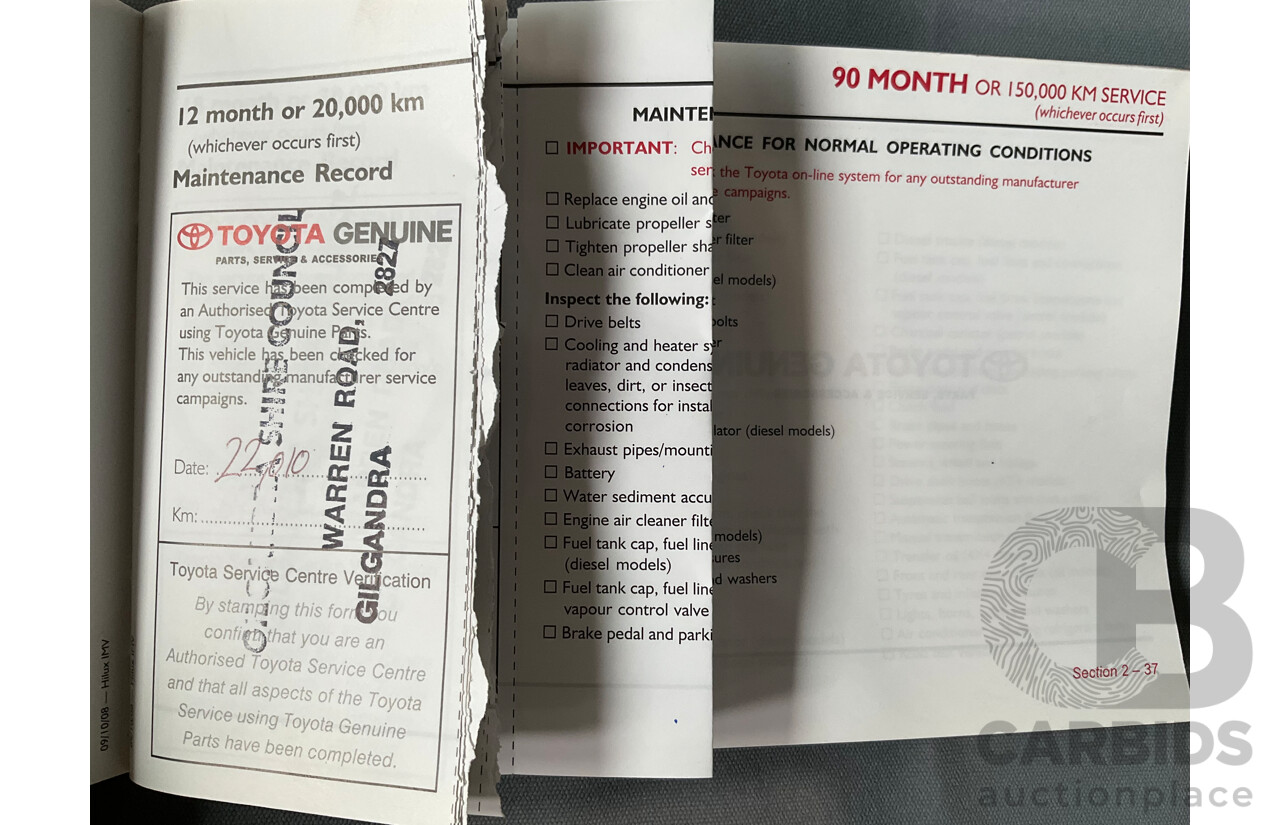 12 month or 20,000 km
(whichever occurs first)
Maintenance Record
TOYOTA GENUINE
PARTS, SERVICE & ACCESSORIES
This service has been completed by
an Authorised Toyota Service Centre
using Toyota Genuine Parts.
This vehicle has been checked for
any outstanding manufacturer service
campaigns.
Date:
Km:
Toyota Service Centre Verification
By stamping this form you
confirm that you are an
Authorised Toyota Service Centre
and that all aspects of the Toyota
Service using Toyota Genuine
Parts have been completed.
SHIRE COUNCIL
WARREN ROAD,
GILGANDRA 2827
09/10/08 — Hilux IMV
MAINTE
IMPORTANT: Ch
ser
Replace engine oil and
Lubricate propeller s
Tighten propeller sha
Clean air conditioner
Inspect the following:
Drive belts
Cooling and heater sy
radiator and condens
leaves, dirt, or insect
connections for instal
corrosion
Exhaust pipes/mounti
Battery
Water sediment accu
Engine air cleaner filte
Fuel tank cap, fuel line
(diesel models)
Fuel tank cap, fuel line
vapour control valve
Brake pedal and parki
90 MONTH OR 150,000 KM SERVICE
(whichever occurs first)
NCE FOR NORMAL OPERATING CONDITIONS
the Toyota on-line system for any outstanding manufacturer
campaigns.
ter
r filter
el models)
bolts
er
lator (diesel models)
models)
ures
d washers
Section 2 – 37
CB
CARBIDS
auctionplace